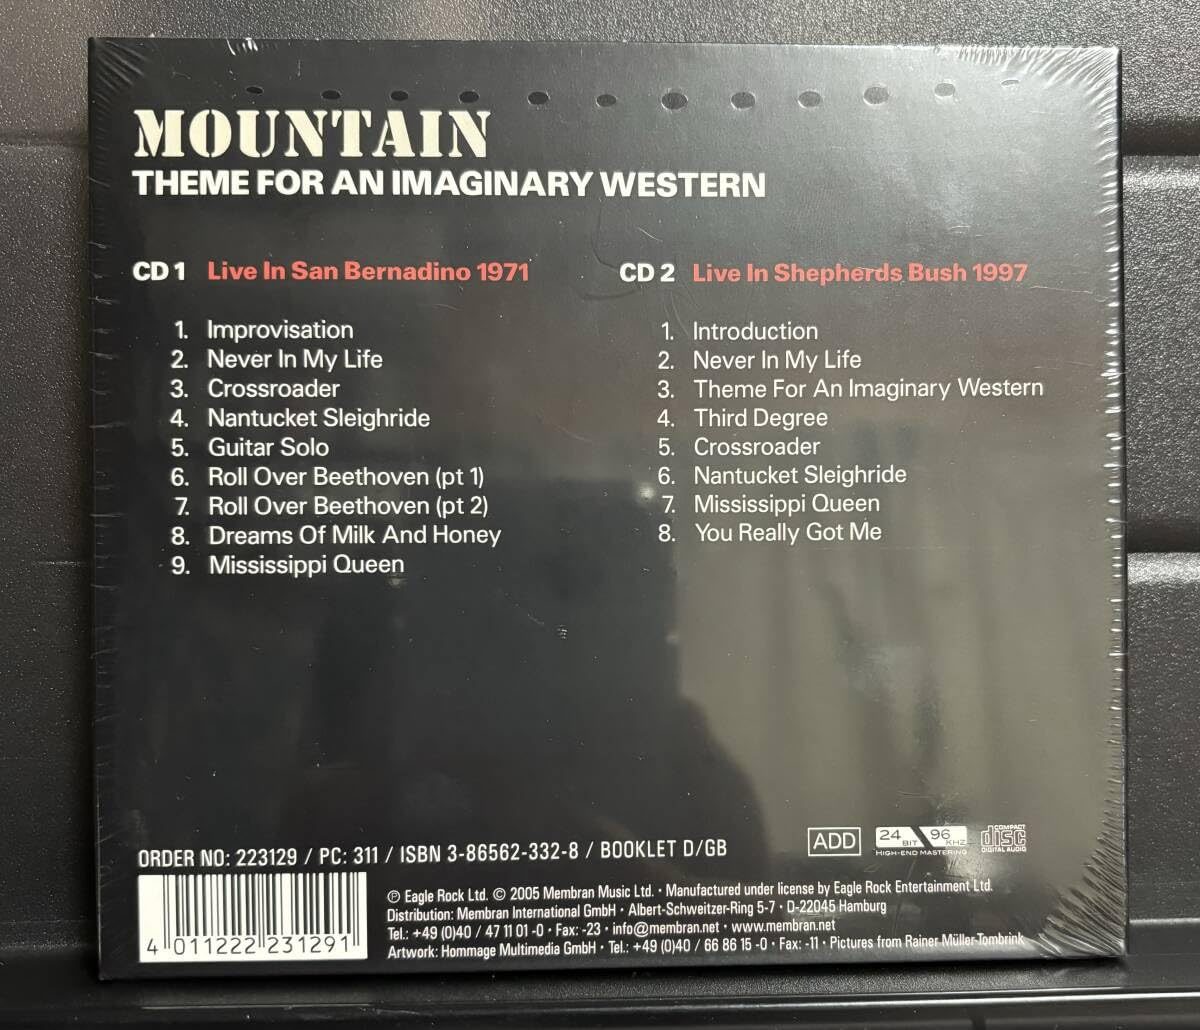 MOUNTAIN
THEME FOR AN IMAGINARY WESTERN
CD 1 Live In San Bernadino 1971
1. Improvisation
2. Never In My Life
3. Crossroader
4. Nantucket Sleighride
5. Guitar Solo
6. Roll Over Beethoven (pt 1)
7. Roll Over Beethoven (pt 2)
8. Dreams Of Milk And Honey
9. Mississippi Queen
CD 2 Live In Shepherds Bush 1997
1. Introduction
2. Never In My Life
3. Theme For An Imaginary Western
4. Third Degree
5. Crossroader
6. Nantucket Sleighride
7. Mississippi Queen
8. You Really Got Me
ORDER NO: 223129 / PC: 311 / ISBN 3-86562-332-8 / BOOKLET D/GB
ADD
24 BIT 96 KHZ
HIGH-END MASTERING
COMPACT
disc
DIGITAL AUDIO
4 011222 231291
℗ Eagle Rock Ltd. © 2005 Membran Music Ltd. · Manufactured under license by Eagle Rock Entertainment Ltd.
Distribution: Membran International GmbH · Albert-Schweitzer-Ring 5-7 · D-22045 Hamburg
Tel.: +49 (0)40 / 47 11 01 -0 · Fax: -23 · info@membran.net · www.membran.net
Artwork: Hommage Multimedia GmbH · Tel.: +49 (0)40 / 66 86 15 -0 · Fax: -11 · Pictures from Rainer Müller-Tombrink